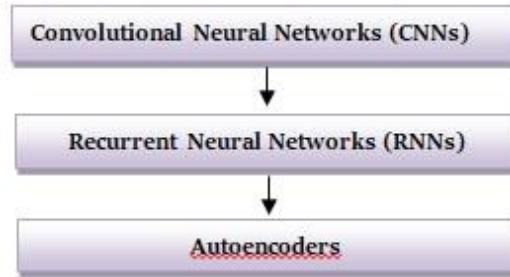 Convolutional Neural Networks (CNNs)
Recurrent Neural Networks (RNNs)
Autoencoders